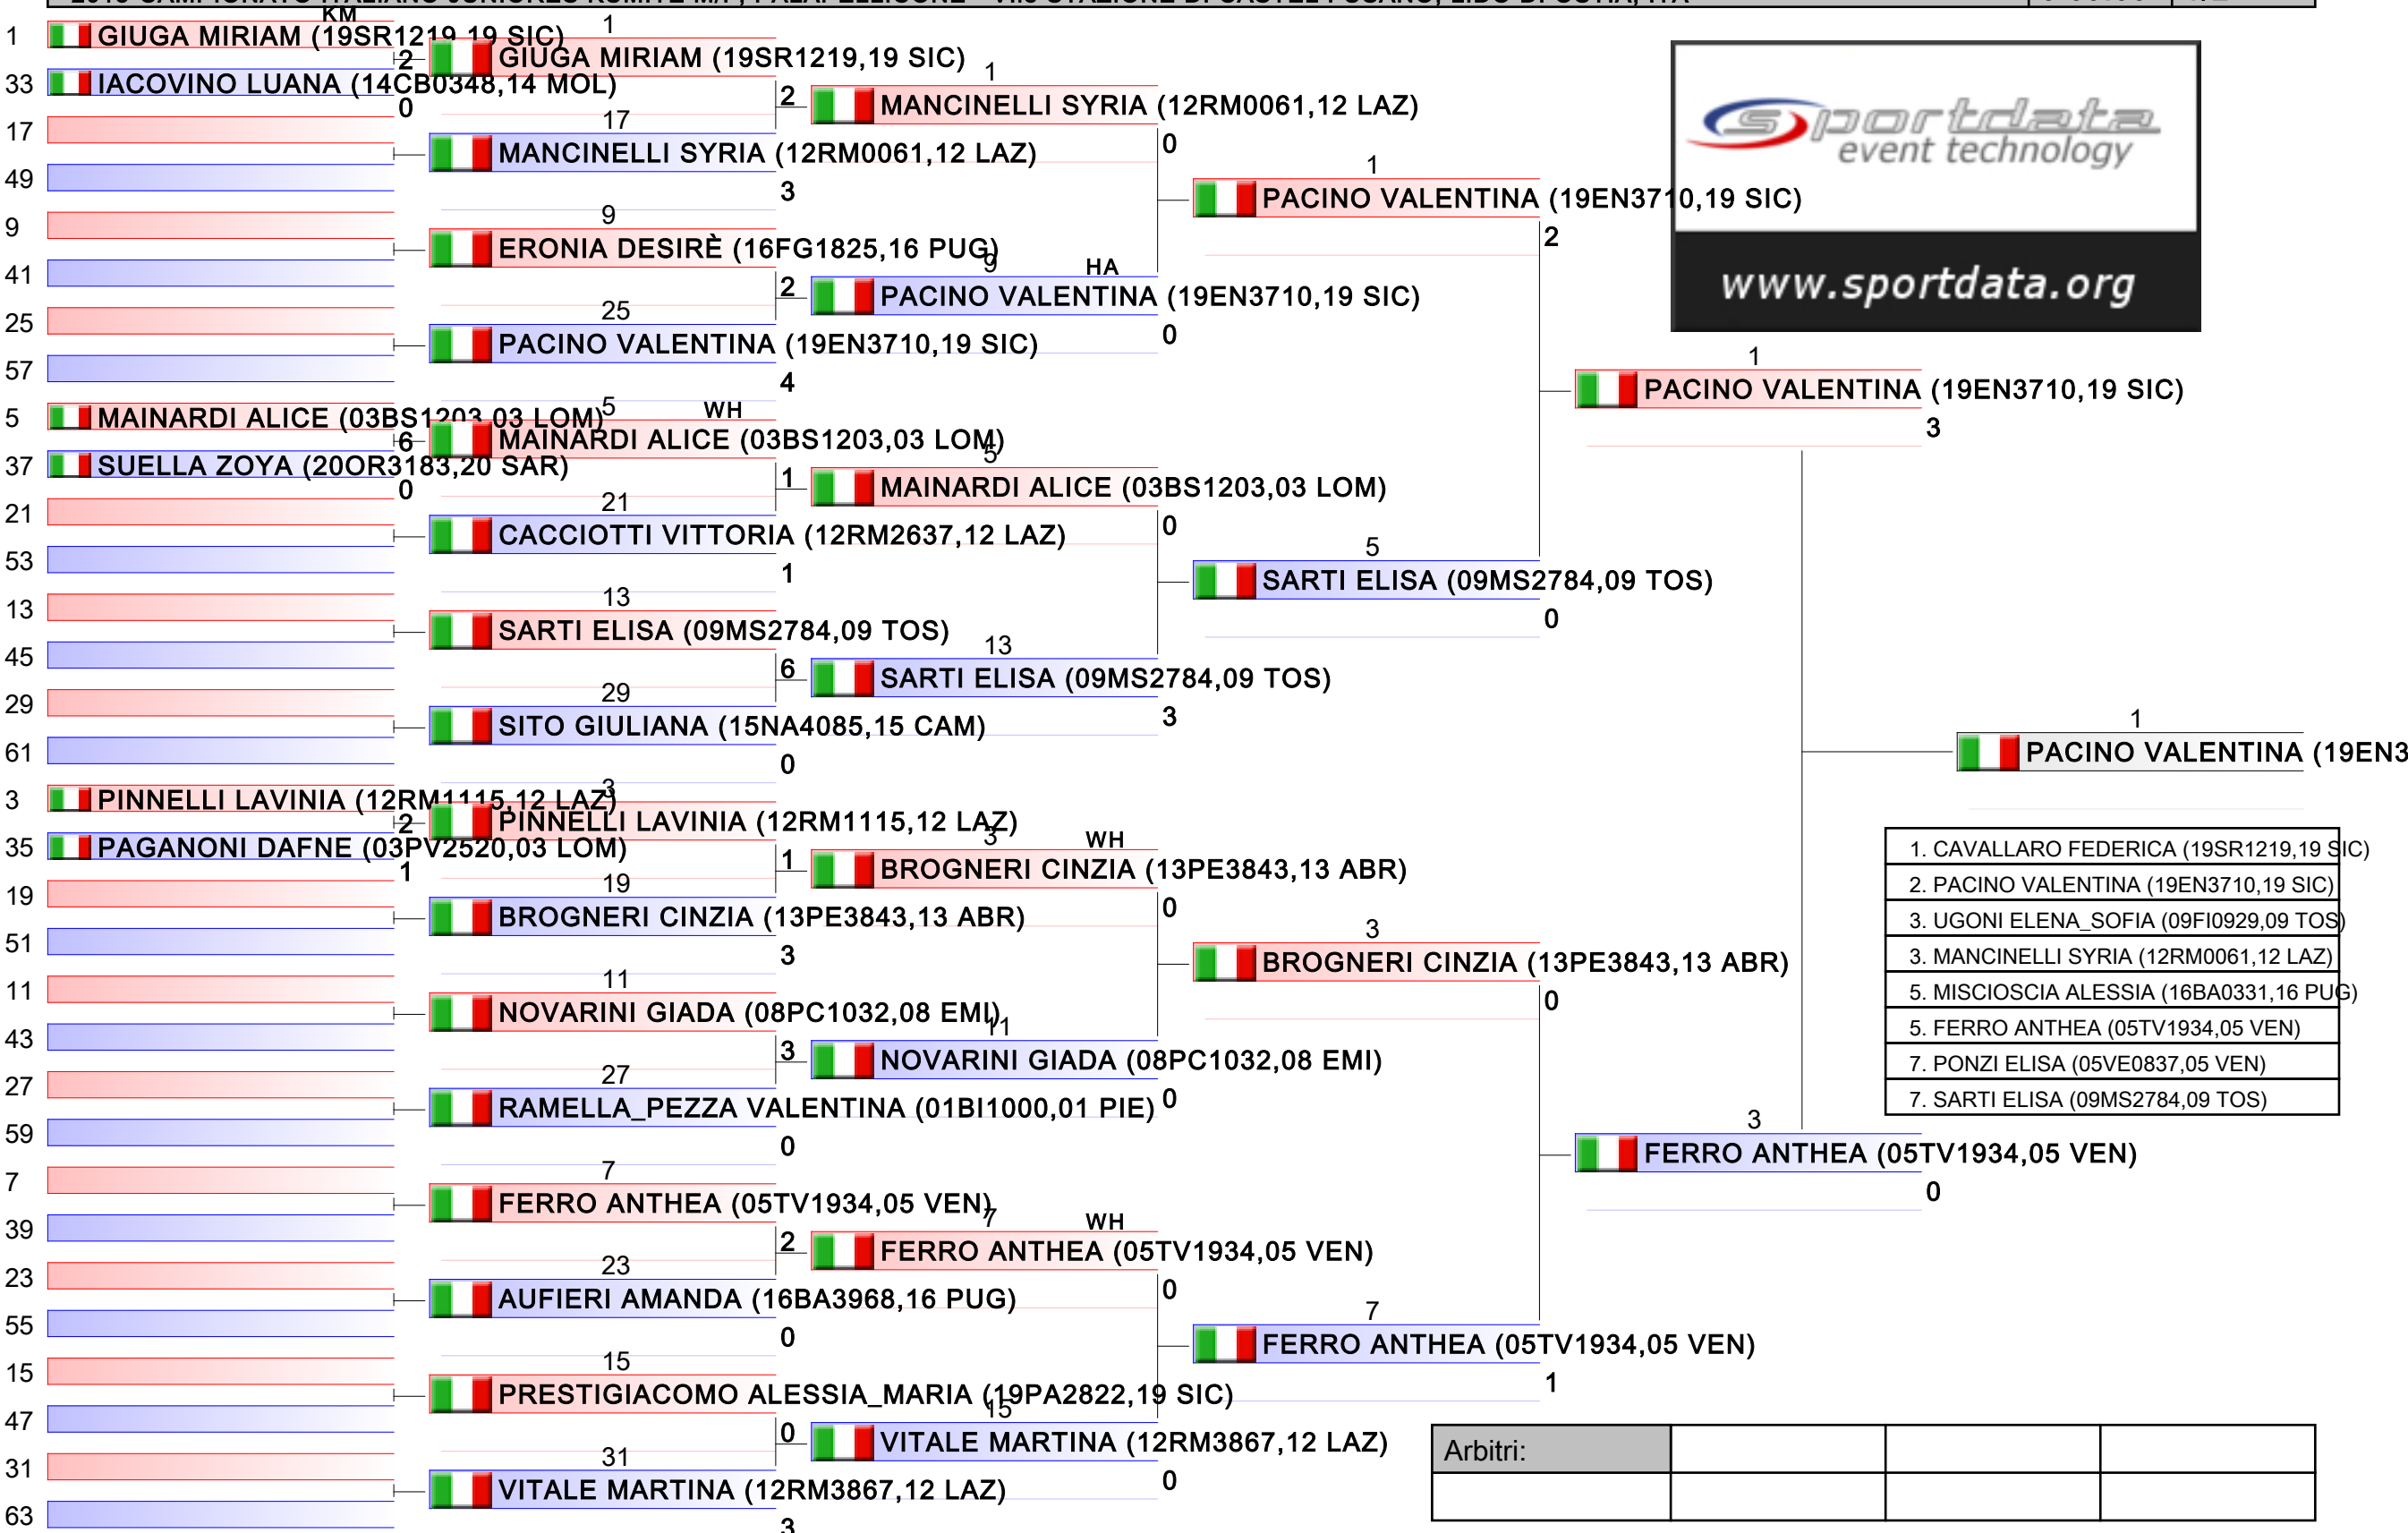 KM
1 GIUGA MIRIAM (19SR1219,19 SIC)
2
33 IACOVINO LUANA (14CB0348,14 MOL)
0
17
49
9
41
25
57
5 MAINARDI ALICE (03BS1203,03 LOM)
6
37 SUELLA ZOYA (20OR3183,20 SAR)
0
21
53
13
45
29
61
3 PINNELLI LAVINIA (12RM1115,12 LAZ)
2
35 PAGANONI DAFNE (03PV2520,03 LOM)
1
19
51
11
43
27
59
7
39
23
55
15
47
31
63
1
GIUGA MIRIAM (19SR1219,19 SIC)
2
17
MANCINELLI SYRIA (12RM0061,12 LAZ)
3
9
ERONIA DESIRÈ (16FG1825,16 PUG)
2
25
PACINO VALENTINA (19EN3710,19 SIC)
4
5 WH
MAINARDI ALICE (03BS1203,03 LOM)
1
21
CACCIOTTI VITTORIA (12RM2637,12 LAZ)
1
13
SARTI ELISA (09MS2784,09 TOS)
6
29
SITO GIULIANA (15NA4085,15 CAM)
0
3
PINNELLI LAVINIA (12RM1115,12 LAZ)
1
19
BROGNERI CINZIA (13PE3843,13 ABR)
3
11
NOVARINI GIADA (08PC1032,08 EMI)
3
27
RAMELLA_PEZZA VALENTINA (01BI1000,01 PIE)
0
7
FERRO ANTHEA (05TV1934,05 VEN)
2
23
AUFIERI AMANDA (16BA3968,16 PUG)
0
15
PRESTIGIACOMO ALESSIA_MARIA (19PA2822,19 SIC)
0
31
VITALE MARTINA (12RM3867,12 LAZ)
3
1
MANCINELLI SYRIA (12RM0061,12 LAZ)
0
9 HA
PACINO VALENTINA (19EN3710,19 SIC)
0
5
MAINARDI ALICE (03BS1203,03 LOM)
0
13
SARTI ELISA (09MS2784,09 TOS)
3
3 WH
BROGNERI CINZIA (13PE3843,13 ABR)
0
11
NOVARINI GIADA (08PC1032,08 EMI)
0
7 WH
FERRO ANTHEA (05TV1934,05 VEN)
0
15
VITALE MARTINA (12RM3867,12 LAZ)
0
1
PACINO VALENTINA (19EN3710,19 SIC)
2
5
SARTI ELISA (09MS2784,09 TOS)
0
3
BROGNERI CINZIA (13PE3843,13 ABR)
0
7
FERRO ANTHEA (05TV1934,05 VEN)
1
1
PACINO VALENTINA (19EN3710,19 SIC)
3
3
FERRO ANTHEA (05TV1934,05 VEN)
0
1
PACINO VALENTINA (19EN3
sportdata
event technology
www.sportdata.org
1. CAVALLARO FEDERICA (19SR1219,19 SIC)
2. PACINO VALENTINA (19EN3710,19 SIC)
3. UGONI ELENA_SOFIA (09FI0929,09 TOS)
3. MANCINELLI SYRIA (12RM0061,12 LAZ)
5. MISCIOSCIA ALESSIA (16BA0331,16 PUG)
5. FERRO ANTHEA (05TV1934,05 VEN)
7. PONZI ELISA (05VE0837,05 VEN)
7. SARTI ELISA (09MS2784,09 TOS)
Arbitri: